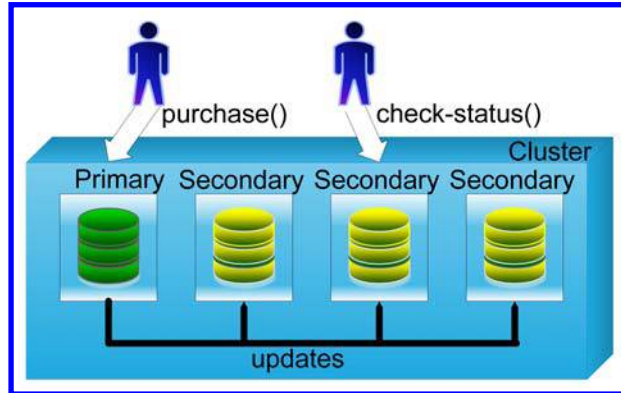 purchase()
check-status()
Cluster
Primary Secondary Secondary Secondary
updates